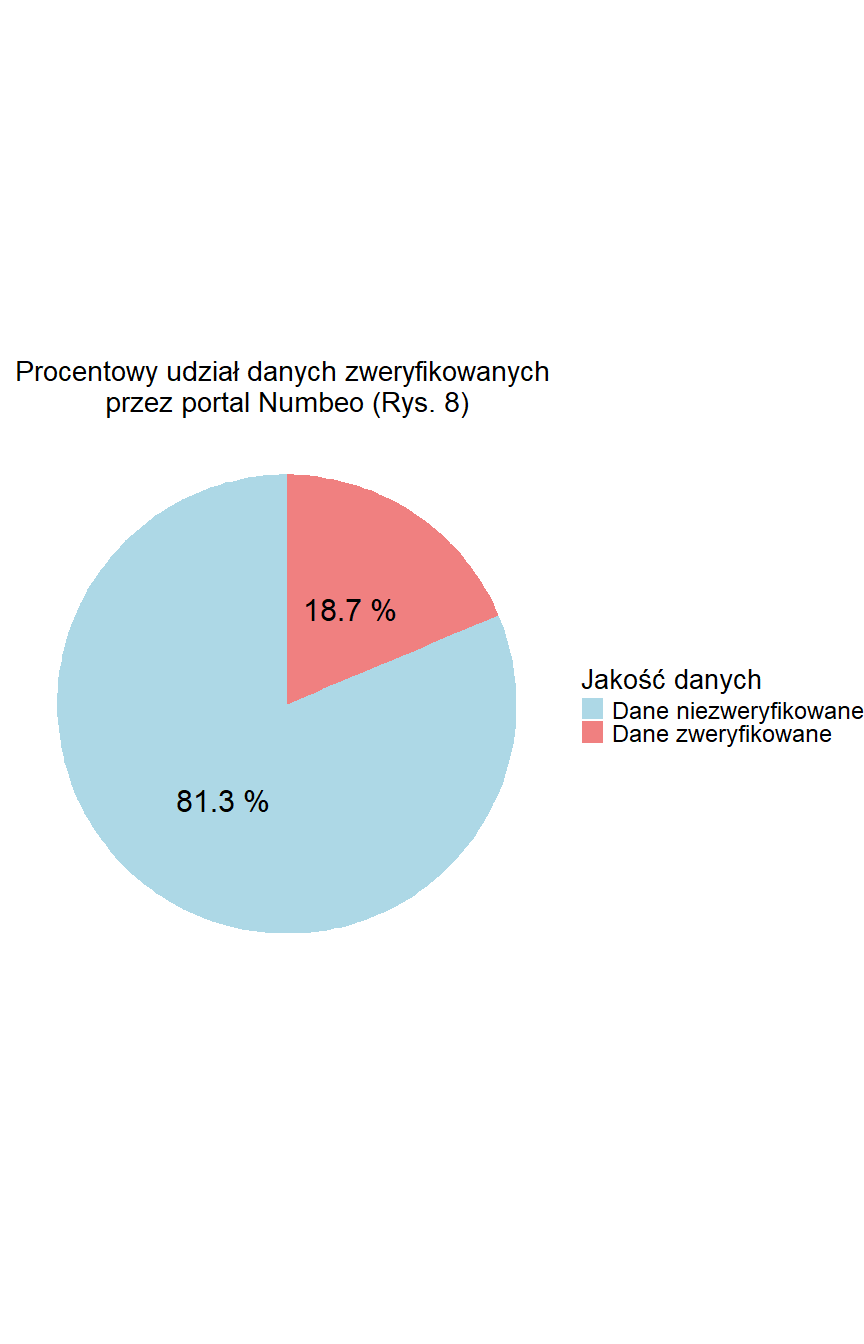 Procentowy udział danych zweryfikowanych
przez portal Numbeo (Rys. 8)
18.7 %
81.3 %
Jakość danych
Dane niezweryfikowane
Dane zweryfikowane